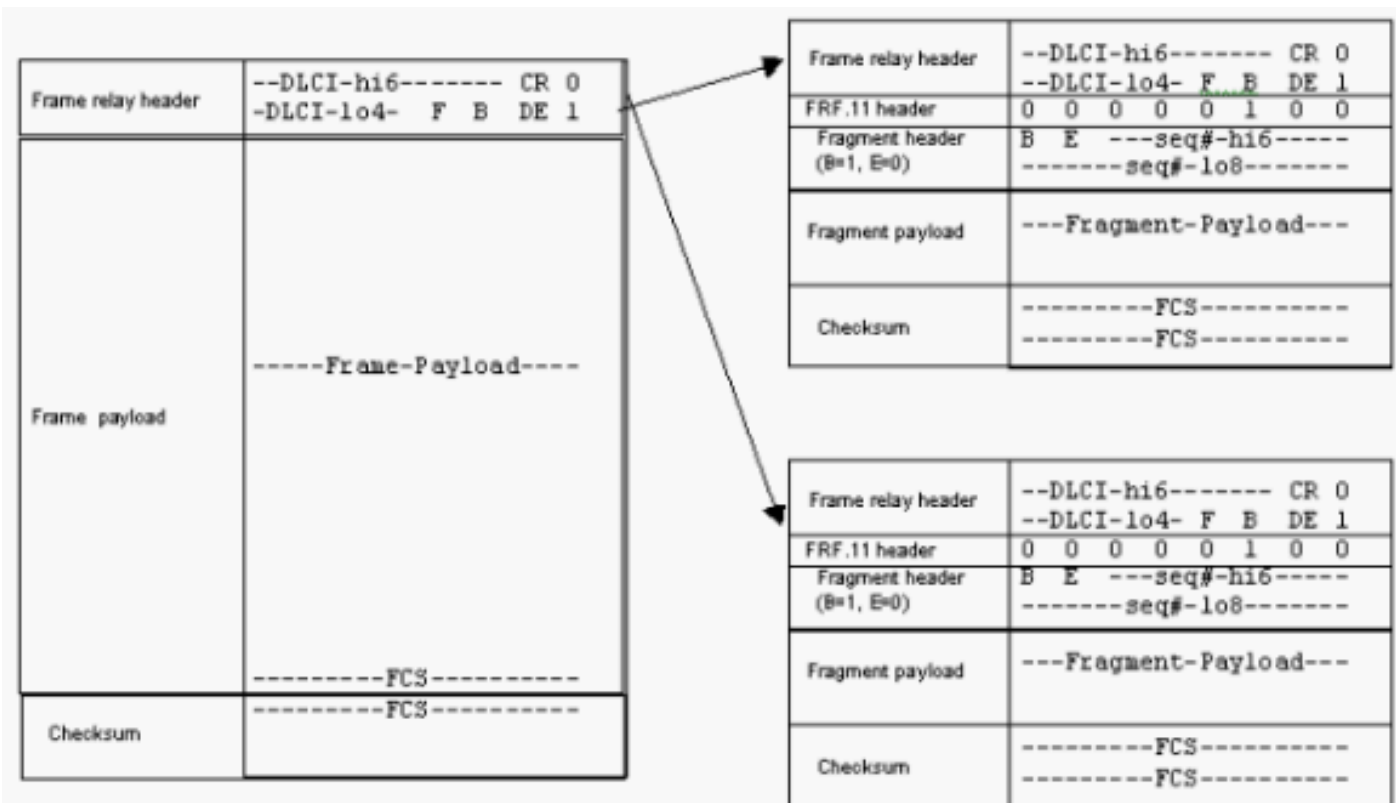 Frame relay header
--DLCI-hi6------- CR 0
-DLCI-lo4- F B DE 1
Frame payload
-----Frame-Payload----
---------FCS----------
Checksum
---------FCS----------
Frame relay header
--DLCI-hi6------- CR 0
--DLCI-lo4- F B DE 1
FRF.11 header
0 0 0 0 0 1 0 0
Fragment header
(B=1, E=0)
B E ---seq#-hi6-----
-------seq#-lo8-------
Fragment payload
---Fragment-Payload---
Checksum
---------FCS----------
---------FCS----------
Frame relay header
--DLCI-hi6------- CR 0
--DLCI-lo4- F B DE 1
FRF.11 header
0 0 0 0 0 1 0 0
Fragment header
(B=1, E=0)
B E ---seq#-hi6-----
-------seq#-lo8-------
Fragment payload
---Fragment-Payload---
Checksum
---------FCS----------
---------FCS----------